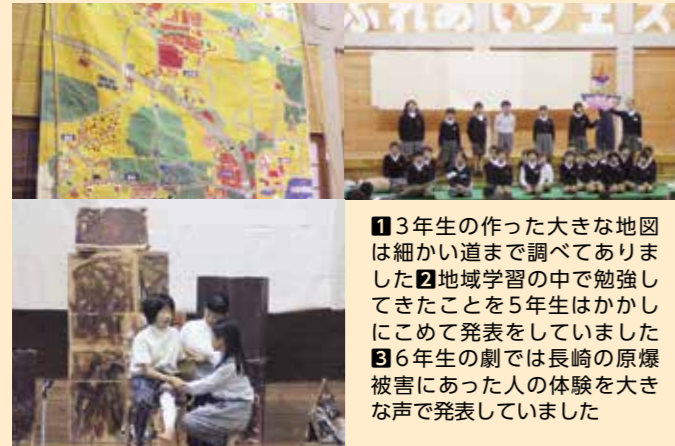 ふれあいフェス
1 3年生の作った大きな地図
は細かい道まで調べてありま
した2地域学習の中で勉強し
てきたことを5年生はかかし
にこめて発表をしていました
3 6年生の劇では長崎の原爆
被害にあった人の体験を大き
な声で発表していました